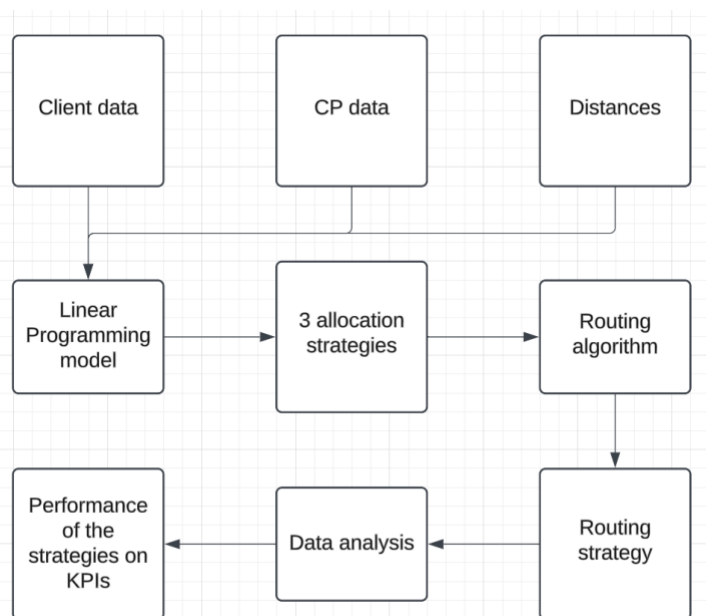 Client data
CP data
Distances
Linear
Programming
model
3 allocation
strategies
Routing
algorithm
Performance
of the
strategies on
KPIs
Data analysis
Routing
strategy